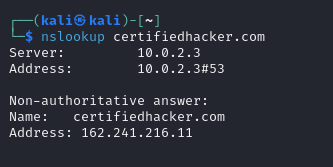 ┌──(kali㉿kali)-[~]
└─$ nslookup certifiedhacker.com
Server:         10.0.2.3
Address:        10.0.2.3#53

Non-authoritative answer:
Name:   certifiedhacker.com
Address: 162.241.216.11